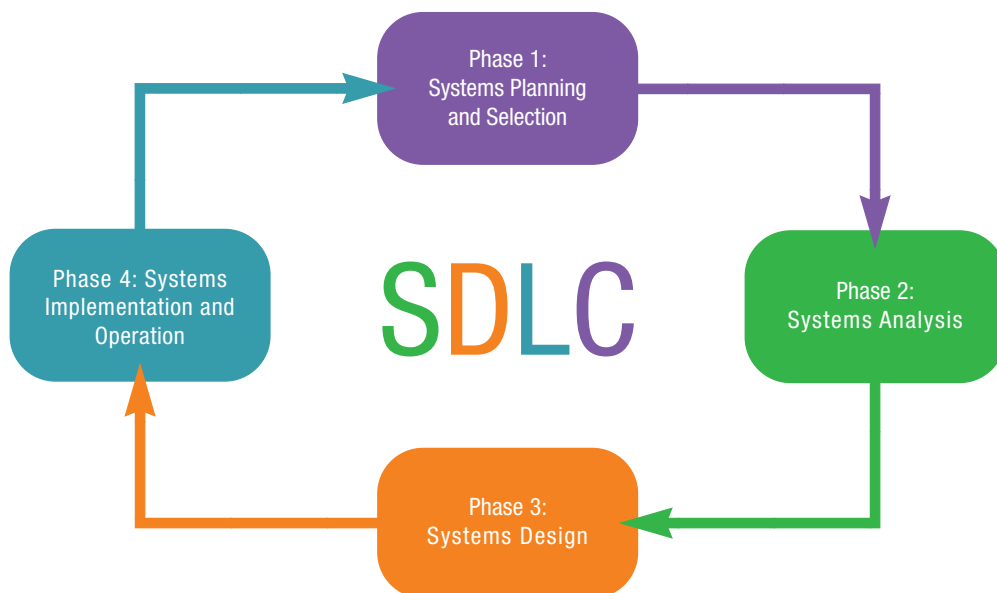 Phase 1:
Systems Planning
and Selection
Phase 2:
Systems Analysis
Phase 3:
Systems Design
Phase 4: Systems
Implementation and
Operation
SDLC